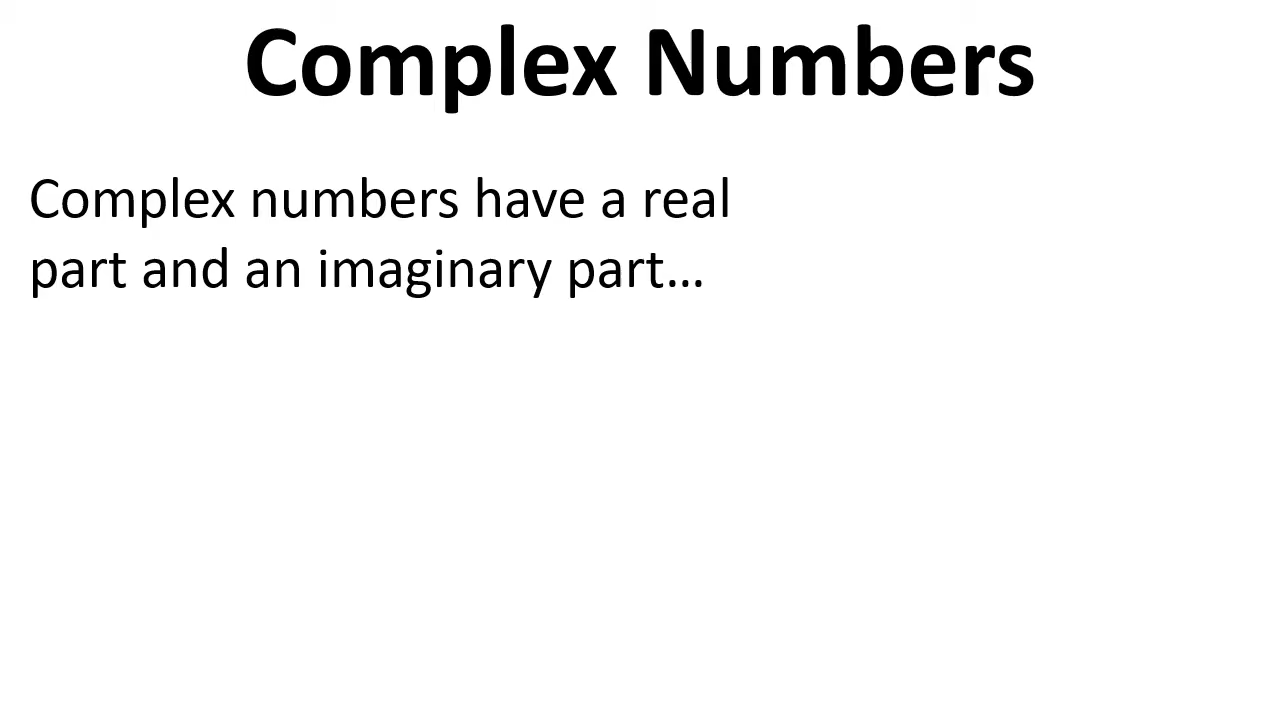 Complex Numbers
Complex numbers have a real
part and an imaginary part…